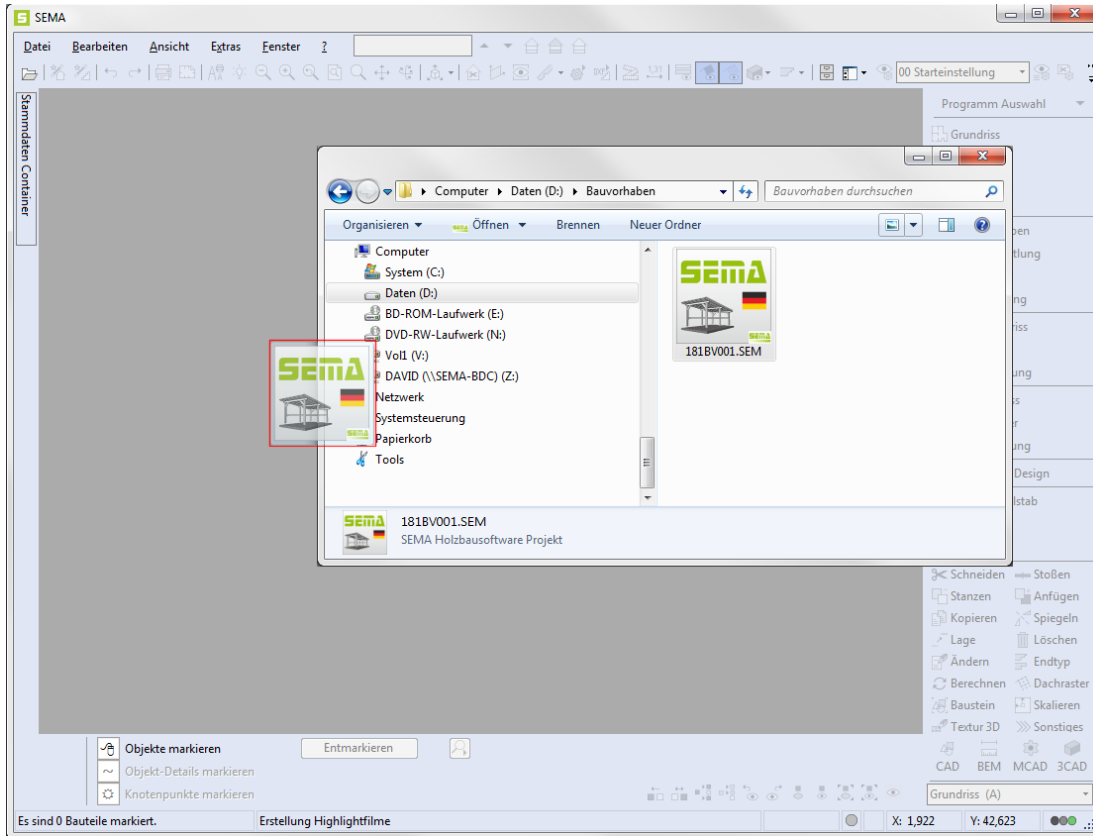 SEMA
Datei Bearbeiten Ansicht Extras Fenster ?
00 Starteinstellung
Stammdaten Container
Programm Auswahl
Grundriss
Computer Daten (D:) Bauvorhaben
Bauvorhaben durchsuchen
Organisieren Öffnen Brennen Neuer Ordner
Computer
System (C:)
Daten (D:)
BD-ROM-Laufwerk (E:)
DVD-RW-Laufwerk (N:)
Vol1 (V:)
DAVID (\\SEMA-BDC) (Z:)
Netzwerk
Systemsteuerung
Papierkorb
Tools
SEMA
SEMA
SEMA
SEMA
181BV001.SEM
SEMA
181BV001.SEM
SEMA Holzbausoftware Projekt
Design
Schneiden Stoßen
Stanzen Anfügen
Kopieren Spiegeln
Lage Löschen
Ändern Endtyp
Berechnen Dachraster
Baustein Skalieren
Textur 3D Sonstiges
CAD BEM MCAD 3CAD
Grundriss (A)
Objekte markieren Entmarkieren
Objekt-Details markieren
Knotenpunkte markieren
Es sind 0 Bauteile markiert. Erstellung Highlightfilme X: 1,922 Y: 42,623